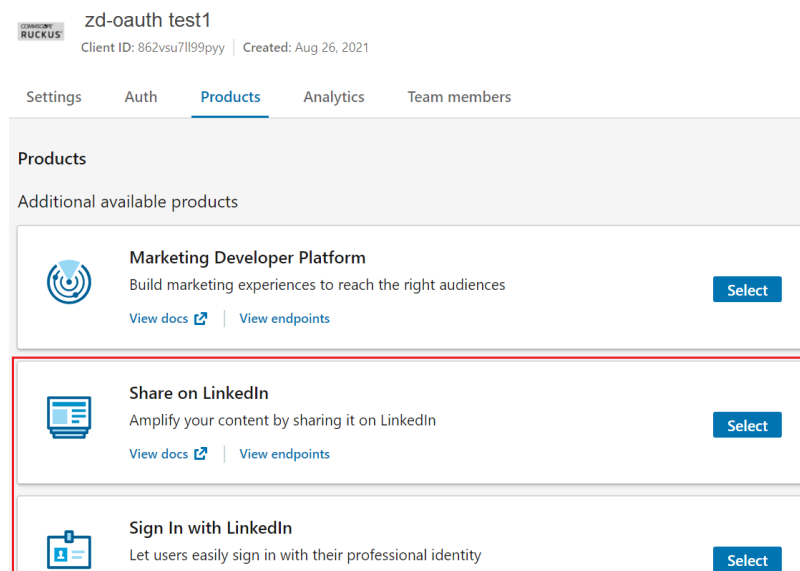 COMMSCOPE
RUCKUS
zd-oauth test1
Client ID: 862vsu7ll99pyy | Created: Aug 26, 2021
Settings Auth Products Analytics Team members
Products
Additional available products
Marketing Developer Platform
Build marketing experiences to reach the right audiences
Select
View docs | View endpoints
Share on LinkedIn
Amplify your content by sharing it on LinkedIn
Select
View docs | View endpoints
Sign In with LinkedIn
Let users easily sign in with their professional identity
Select